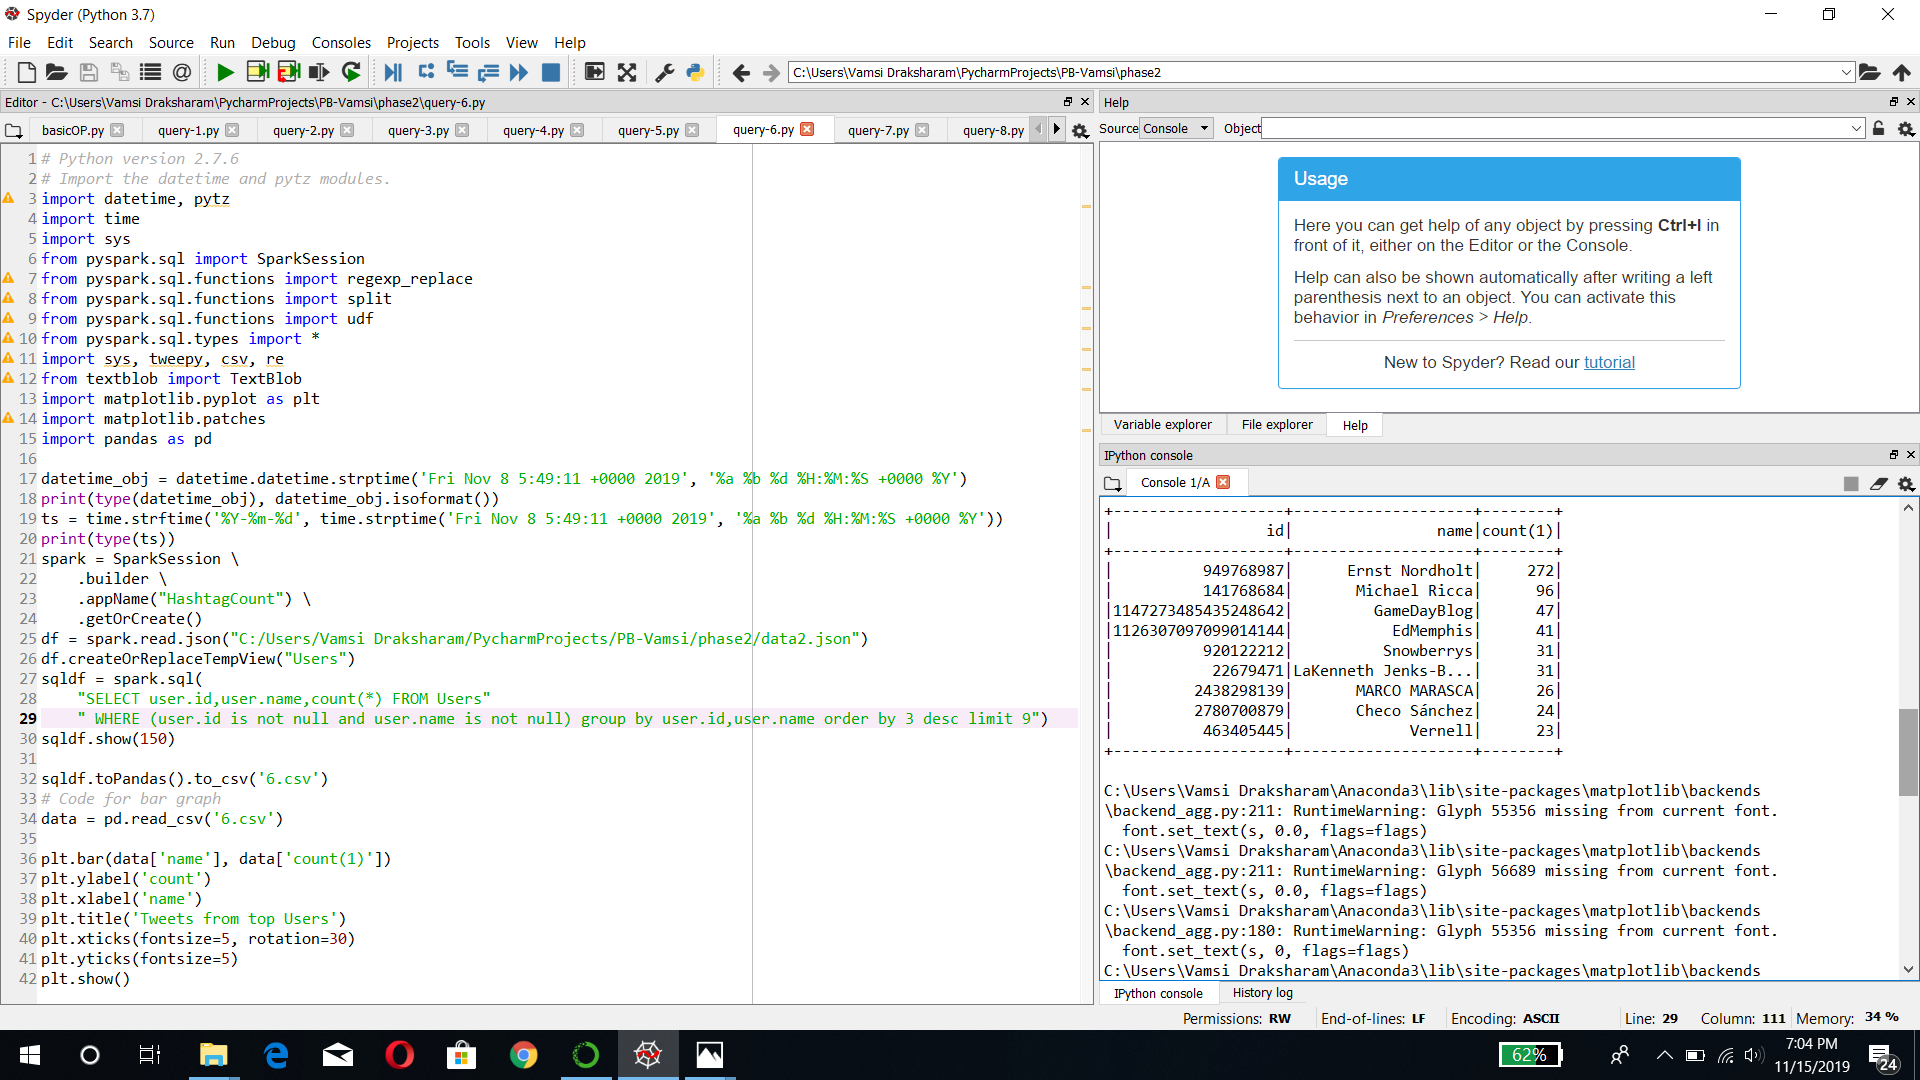 Spyder (Python 3.7)
File Edit Search Source Run Debug Consoles Projects Tools View Help
C:\Users\Vamsi Draksharam\PycharmProjects\PB-Vamsi\phase2
Editor - C:\Users\Vamsi Draksharam\PycharmProjects\PB-Vamsi\phase2\query-6.py
basicOP.py query-1.py query-2.py query-3.py query-4.py query-5.py query-6.py query-7.py query-8.py
1 # Python version 2.7.6
2 # Import the datetime and pytz modules.
3 import datetime, pytz
4 import time
5 import sys
6 from pyspark.sql import SparkSession
7 from pyspark.sql.functions import regexp_replace
8 from pyspark.sql.functions import split
9 from pyspark.sql.functions import udf
10 from pyspark.sql.types import *
11 import sys, tweepy, csv, re
12 from textblob import TextBlob
13 import matplotlib.pyplot as plt
14 import matplotlib.patches
15 import pandas as pd
16
17 datetime_obj = datetime.datetime.strptime('Fri Nov 8 5:49:11 +0000 2019', '%a %b %d %H:%M:%S +0000 %Y')
18 print(type(datetime_obj), datetime_obj.isoformat())
19 ts = time.strftime('%Y-%m-%d', time.strptime('Fri Nov 8 5:49:11 +0000 2019', '%a %b %d %H:%M:%S +0000 %Y'))
20 print(type(ts))
21 spark = SparkSession \
22     .builder \
23     .appName("HashtagCount") \
24     .getOrCreate()
25 df = spark.read.json("C:/Users/Vamsi Draksharam/PycharmProjects/PB-Vamsi/phase2/data2.json")
26 df.createOrReplaceTempView("Users")
27 sqldf = spark.sql(
28     "SELECT user.id,user.name,count(*) FROM Users"
29     " WHERE (user.id is not null and user.name is not null) group by user.id,user.name order by 3 desc limit 9")
30 sqldf.show(150)
31
32 sqldf.toPandas().to_csv('6.csv')
33 # Code for bar graph
34 data = pd.read_csv('6.csv')
35
36 plt.bar(data['name'], data['count(1)'])
37 plt.ylabel('count')
38 plt.xlabel('name')
39 plt.title('Tweets from top Users')
40 plt.xticks(fontsize=5, rotation=30)
41 plt.yticks(fontsize=5)
42 plt.show()
Help
Source Console Object
Usage
Here you can get help of any object by pressing Ctrl+I in
front of it, either on the Editor or the Console.
Help can also be shown automatically after writing a left
parenthesis next to an object. You can activate this
behavior in Preferences > Help.
New to Spyder? Read our tutorial
Variable explorer File explorer Help
IPython console
Console 1/A
+-------------------+--------------------+--------+
| id| name|count(1)|
+-------------------+--------------------+--------+
| 949768987| Ernst Nordholt| 272|
| 141768684| Michael Ricca| 96|
|1147273485435248642| GameDayBlog| 47|
|1126307097099014144| EdMemphis| 41|
| 920122212| Snowberrys| 31|
| 22679471|LaKenneth Jenks-B...| 31|
| 2438298139| MARCO MARASCA| 26|
| 2780700879| Checo Sánchez| 24|
| 463405445| Vernell| 23|
+-------------------+--------------------+--------+
C:\Users\Vamsi Draksharam\Anaconda3\lib\site-packages\matplotlib\backends
\backend_agg.py:211: RuntimeWarning: Glyph 55356 missing from current font.
  font.set_text(s, 0.0, flags=flags)
C:\Users\Vamsi Draksharam\Anaconda3\lib\site-packages\matplotlib\backends
\backend_agg.py:211: RuntimeWarning: Glyph 56689 missing from current font.
  font.set_text(s, 0.0, flags=flags)
C:\Users\Vamsi Draksharam\Anaconda3\lib\site-packages\matplotlib\backends
\backend_agg.py:180: RuntimeWarning: Glyph 55356 missing from current font.
  font.set_text(s, 0, flags=flags)
C:\Users\Vamsi Draksharam\Anaconda3\lib\site-packages\matplotlib\backends
IPython console History log
Permissions: RW End-of-lines: LF Encoding: ASCII Line: 29 Column: 111 Memory: 34 %
62%
7:04 PM
11/15/2019
24